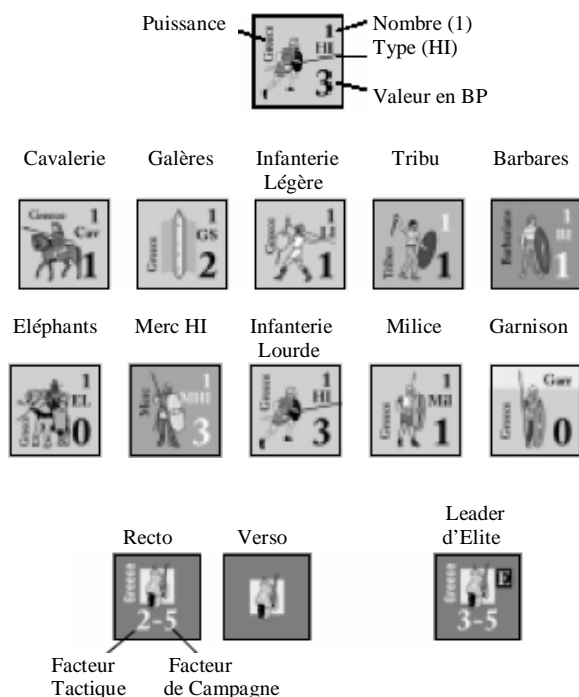 Puissance
Greece
1
HI
3
Nombre (1)
Type (HI)
Valeur en BP
Cavalerie
Galères
Infanterie
Légère
Tribu
Barbares
Greece
1
Cav
1
Greece
1
GS
2
Greece
1
LI
1
Tribes
1
1
Barbarians
1
BI
1
Eléphants
Merc HI
Infanterie
Lourde
Milice
Garnison
Greece
1
EL
0
Merc
1
MHI
3
Greece
1
HI
3
Greece
1
Mil
1
Greece
Garr
0
Recto
Verso
Leader
d’Elite
Greece
2-5
Greece
E
3-5
Facteur
Tactique
Facteur
de Campagne